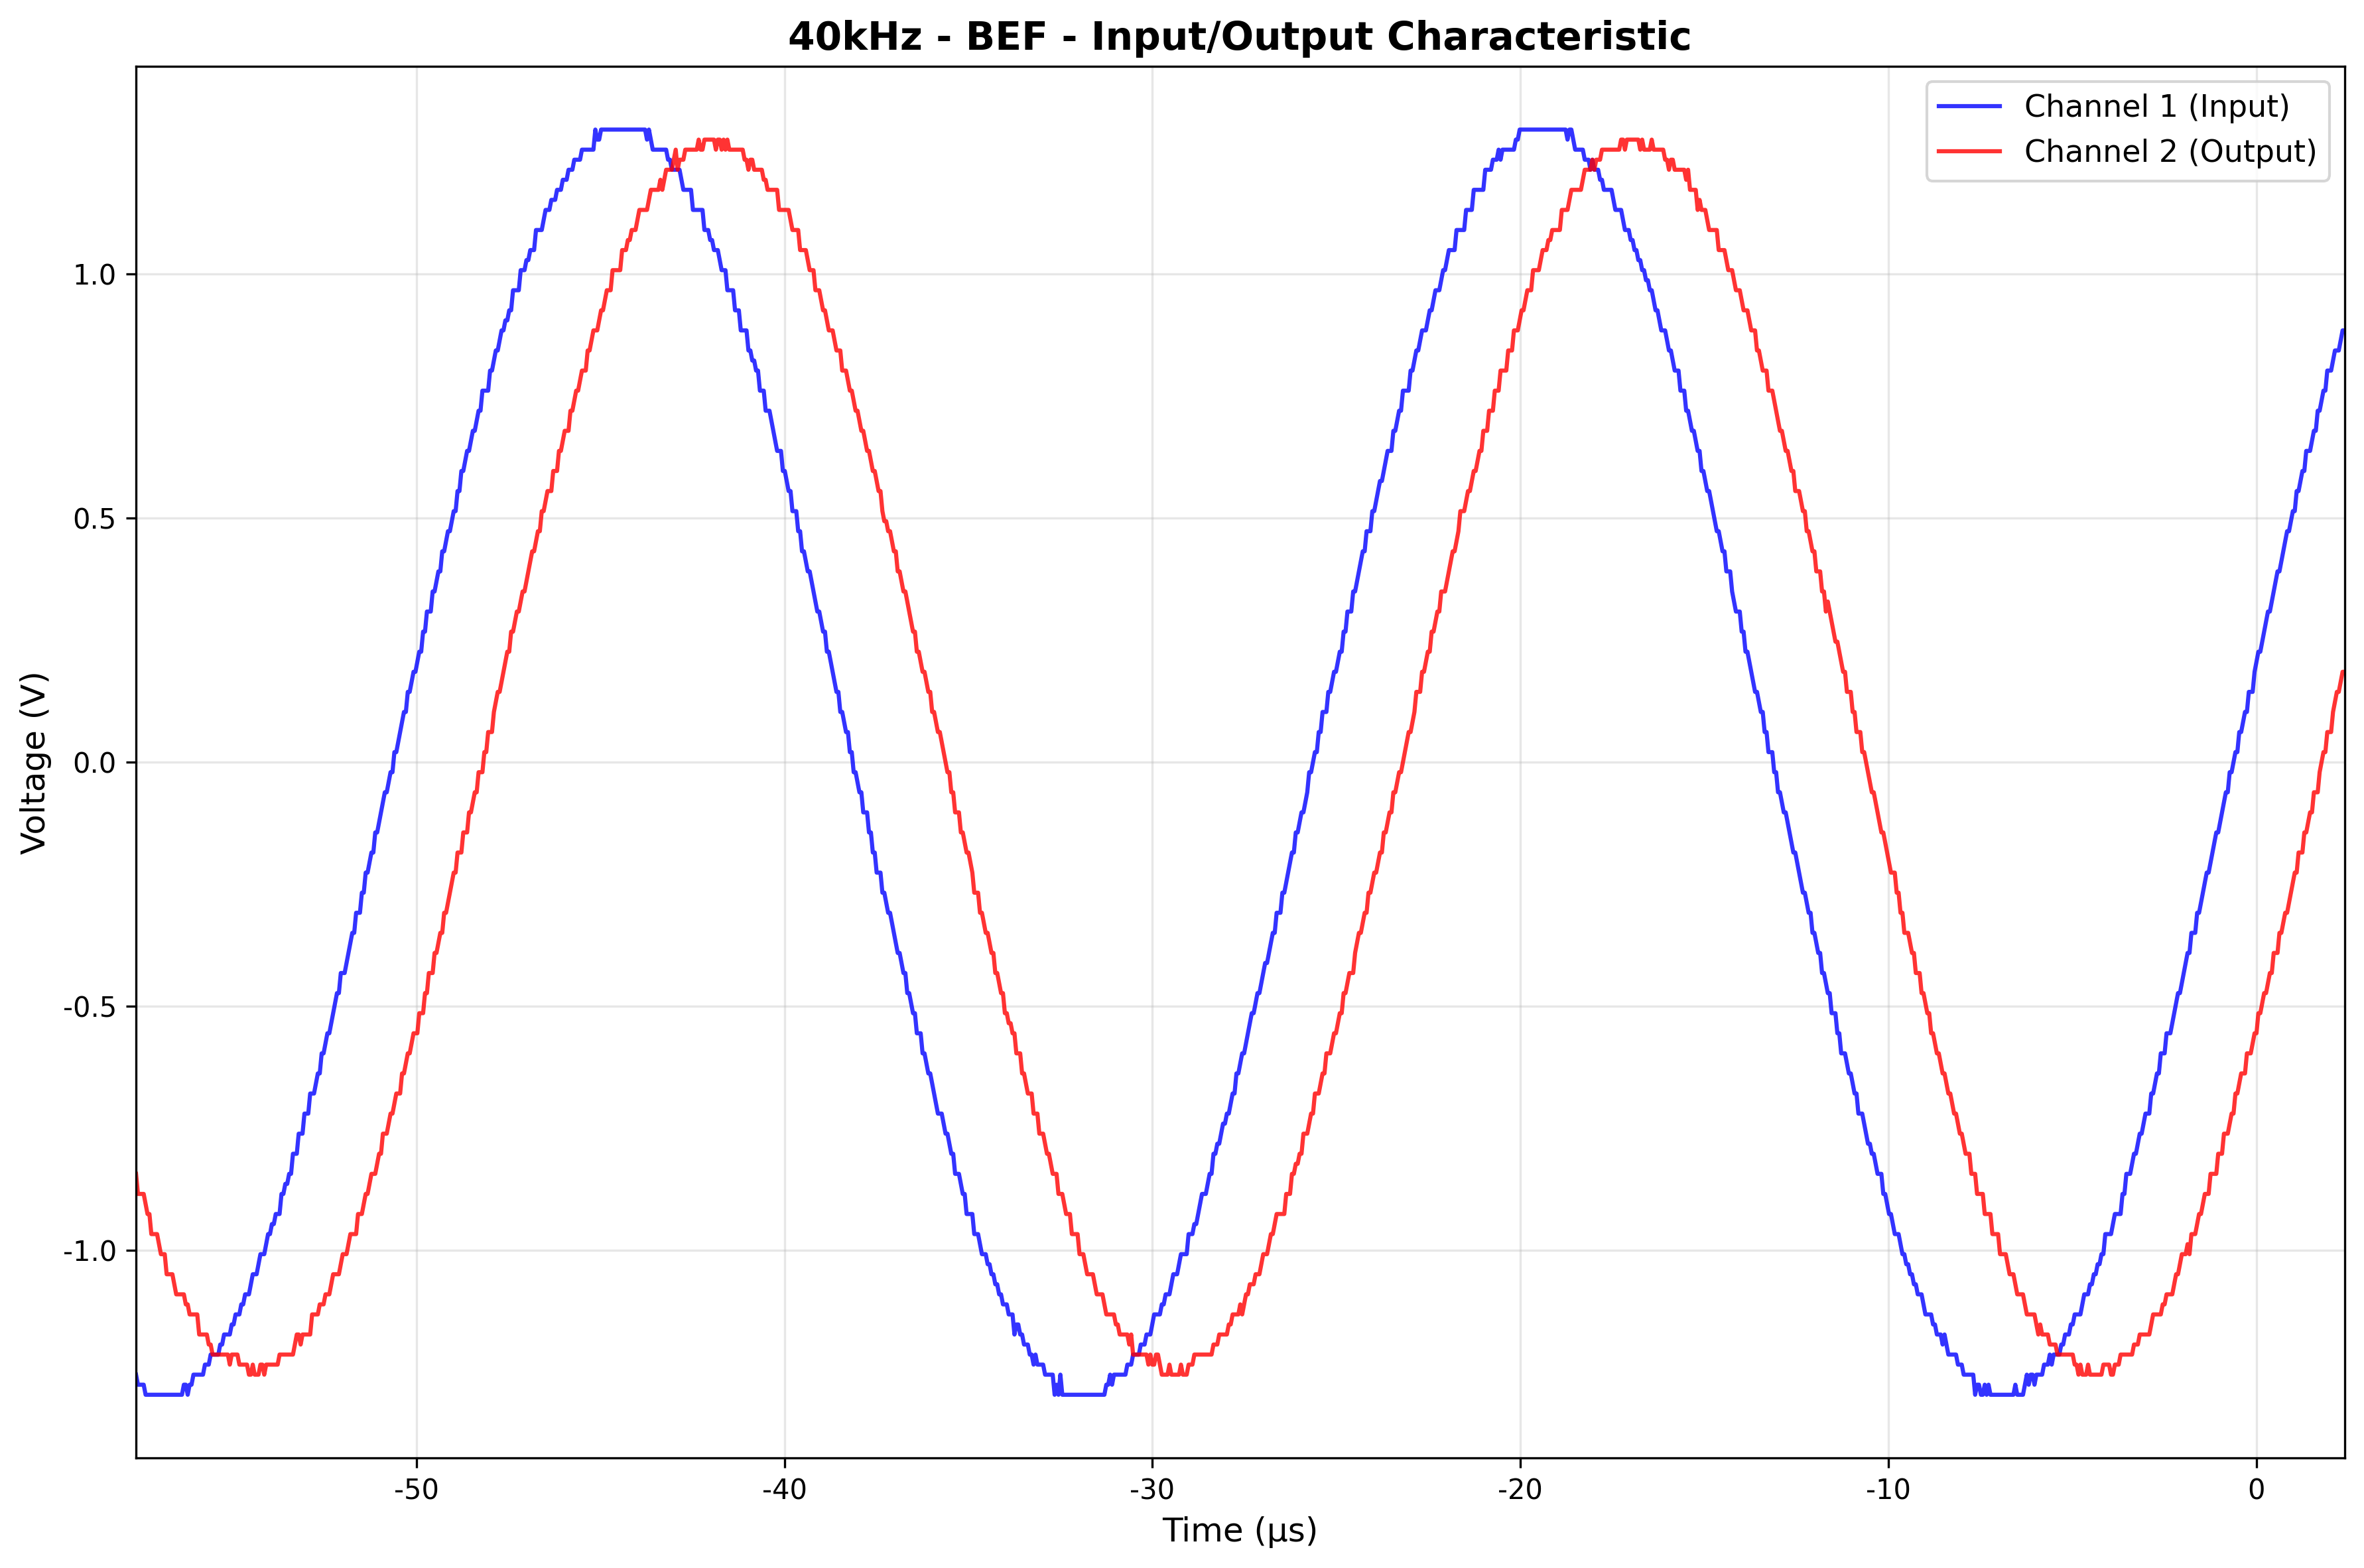 40kHz - BEF - Input/Output Characteristic
Channel 1 (Input)
Channel 2 (Output)
Voltage (V)
1.0
0.5
0.0
-0.5
-1.0
-50
-40
-30
-20
-10
0
Time (µs)